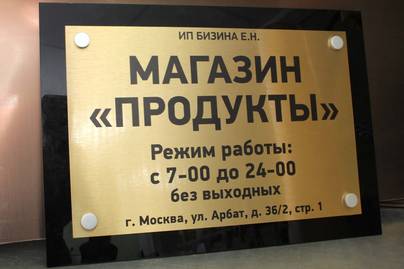 ИП БИЗИНА Е.Н.
МАГАЗИН
«ПРОДУКТЫ»
Режим работы:
с 7-00 до 24-00
без выходных
г. Москва, ул. Арбат, д. 36/2, стр. 1